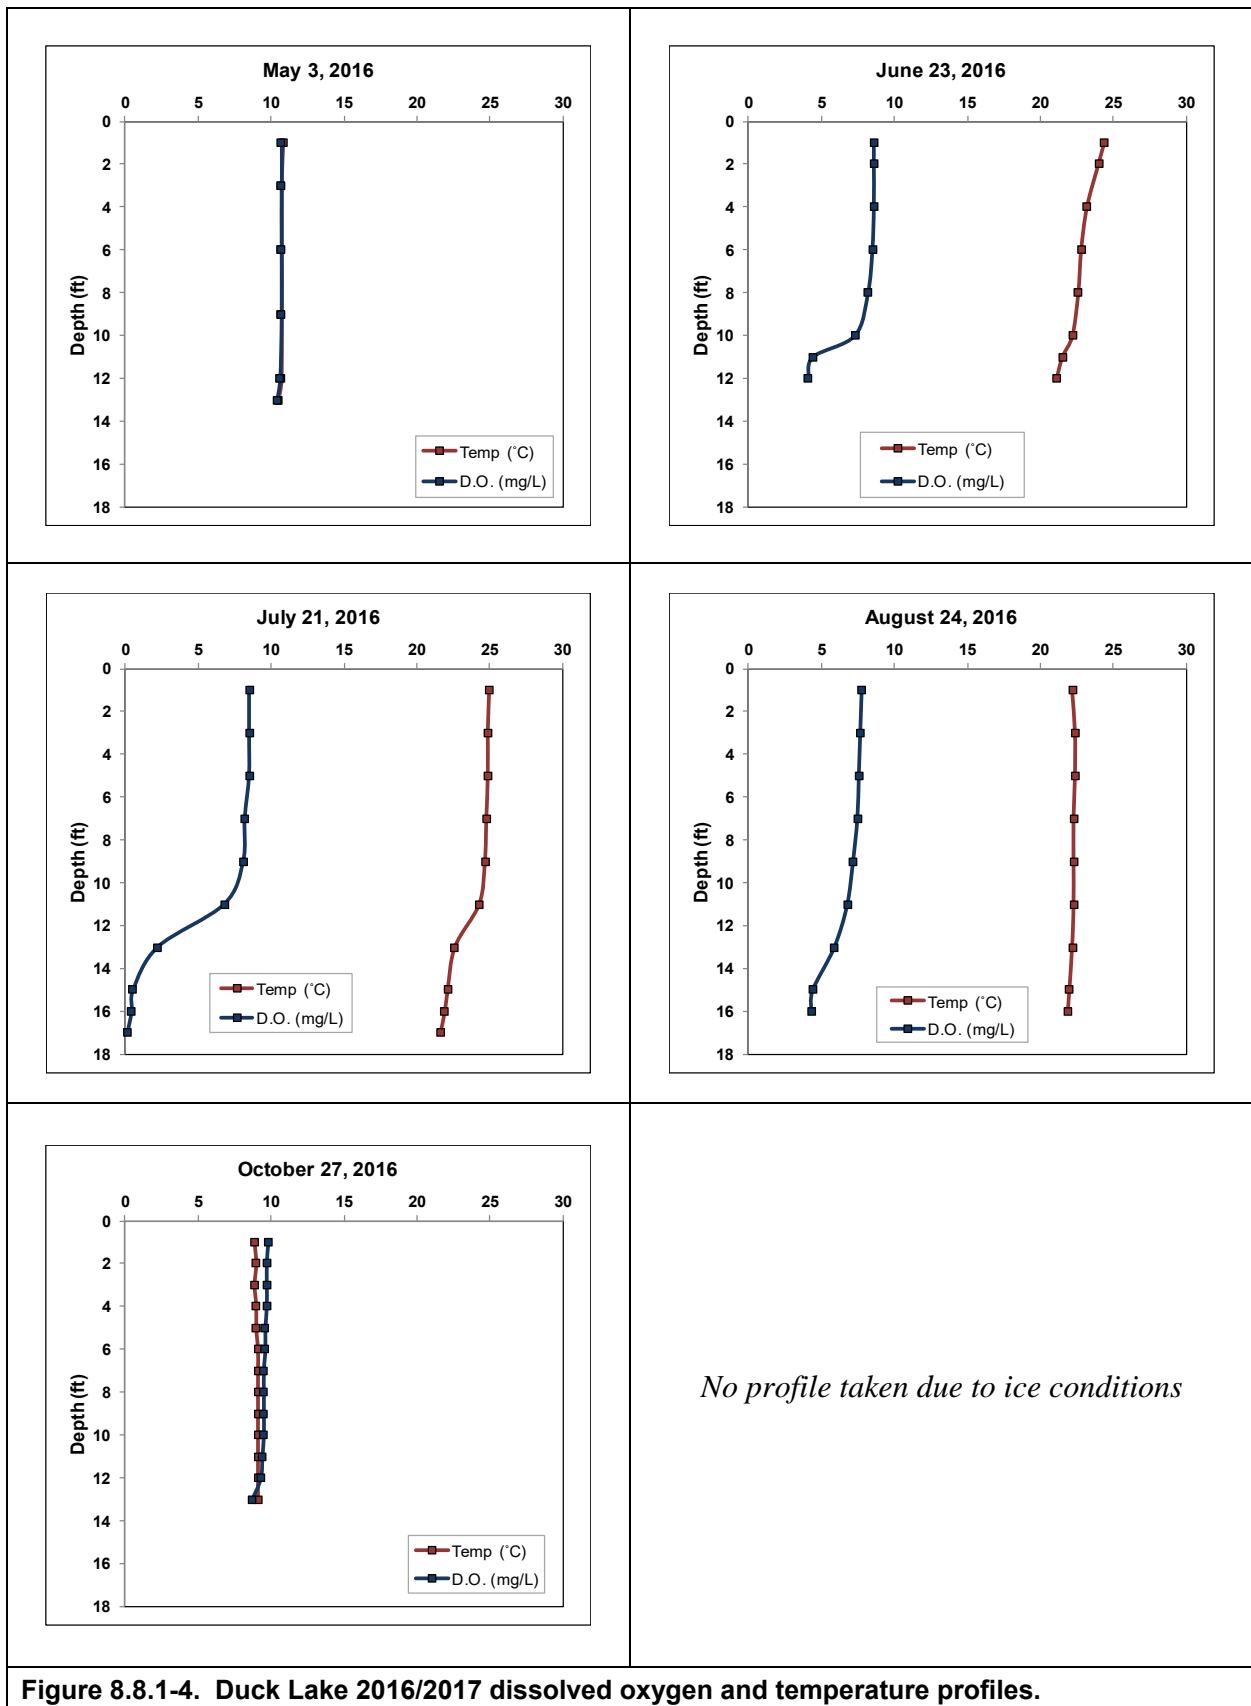 May 3, 2016
0 5 10 15 20 25 30
0
2
4
6
8
10
12
14
16
18
Depth (ft)
Temp (˚C)
D.O. (mg/L)
June 23, 2016
0 5 10 15 20 25 30
0
2
4
6
8
10
12
14
16
18
Depth (ft)
Temp (˚C)
D.O. (mg/L)
July 21, 2016
0 5 10 15 20 25 30
0
2
4
6
8
10
12
14
16
18
Depth (ft)
Temp (˚C)
D.O. (mg/L)
August 24, 2016
0 5 10 15 20 25 30
0
2
4
6
8
10
12
14
16
18
Depth (ft)
Temp (˚C)
D.O. (mg/L)
October 27, 2016
0 5 10 15 20 25 30
0
2
4
6
8
10
12
14
16
18
Depth (ft)
Temp (˚C)
D.O. (mg/L)
No profile taken due to ice conditions
Figure 8.8.1-4. Duck Lake 2016/2017 dissolved oxygen and temperature profiles.